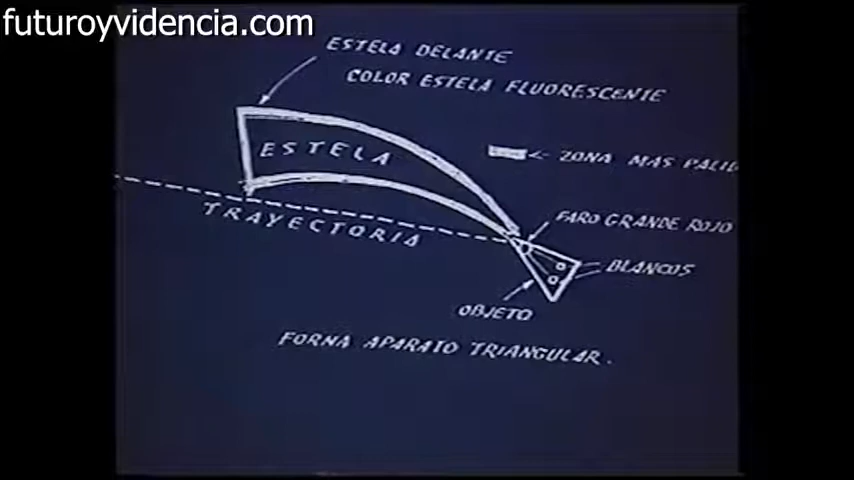 futuroyvidencia.com
ESTELA DELANTE
COLOR ESTELA FLUORESCENTE
ESTELA
ZONA MAS PALID
TRAYECTORIA
FARO GRANDE ROJO
BLANCOS
OBJETO
FORMA APARATO TRIANGULAR.